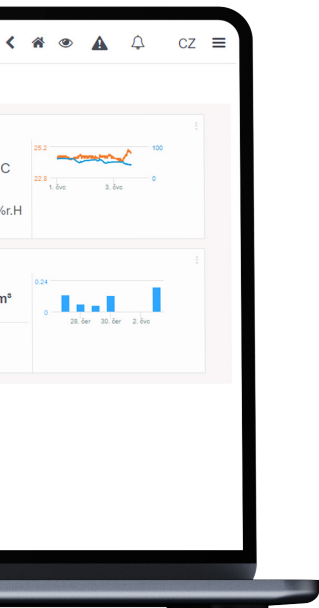 CZ
25.2
100
C
22.8
0
1. čvc
3. čvc
%r.H
0.24
m³
0
28. čer
30. čer
2. čvc